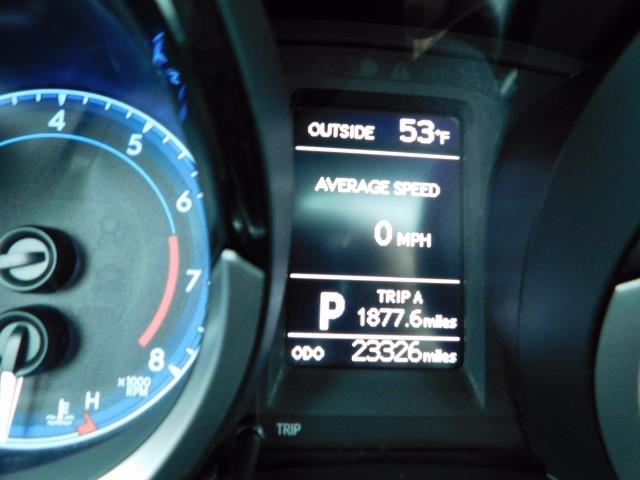 OUTSIDE 53°F
AVERAGE SPEED
0 MPH
P TRIP A
1877.6 miles
ODO 23326 miles
4
5
6
7
8
x1000
RPM
H
TRIP